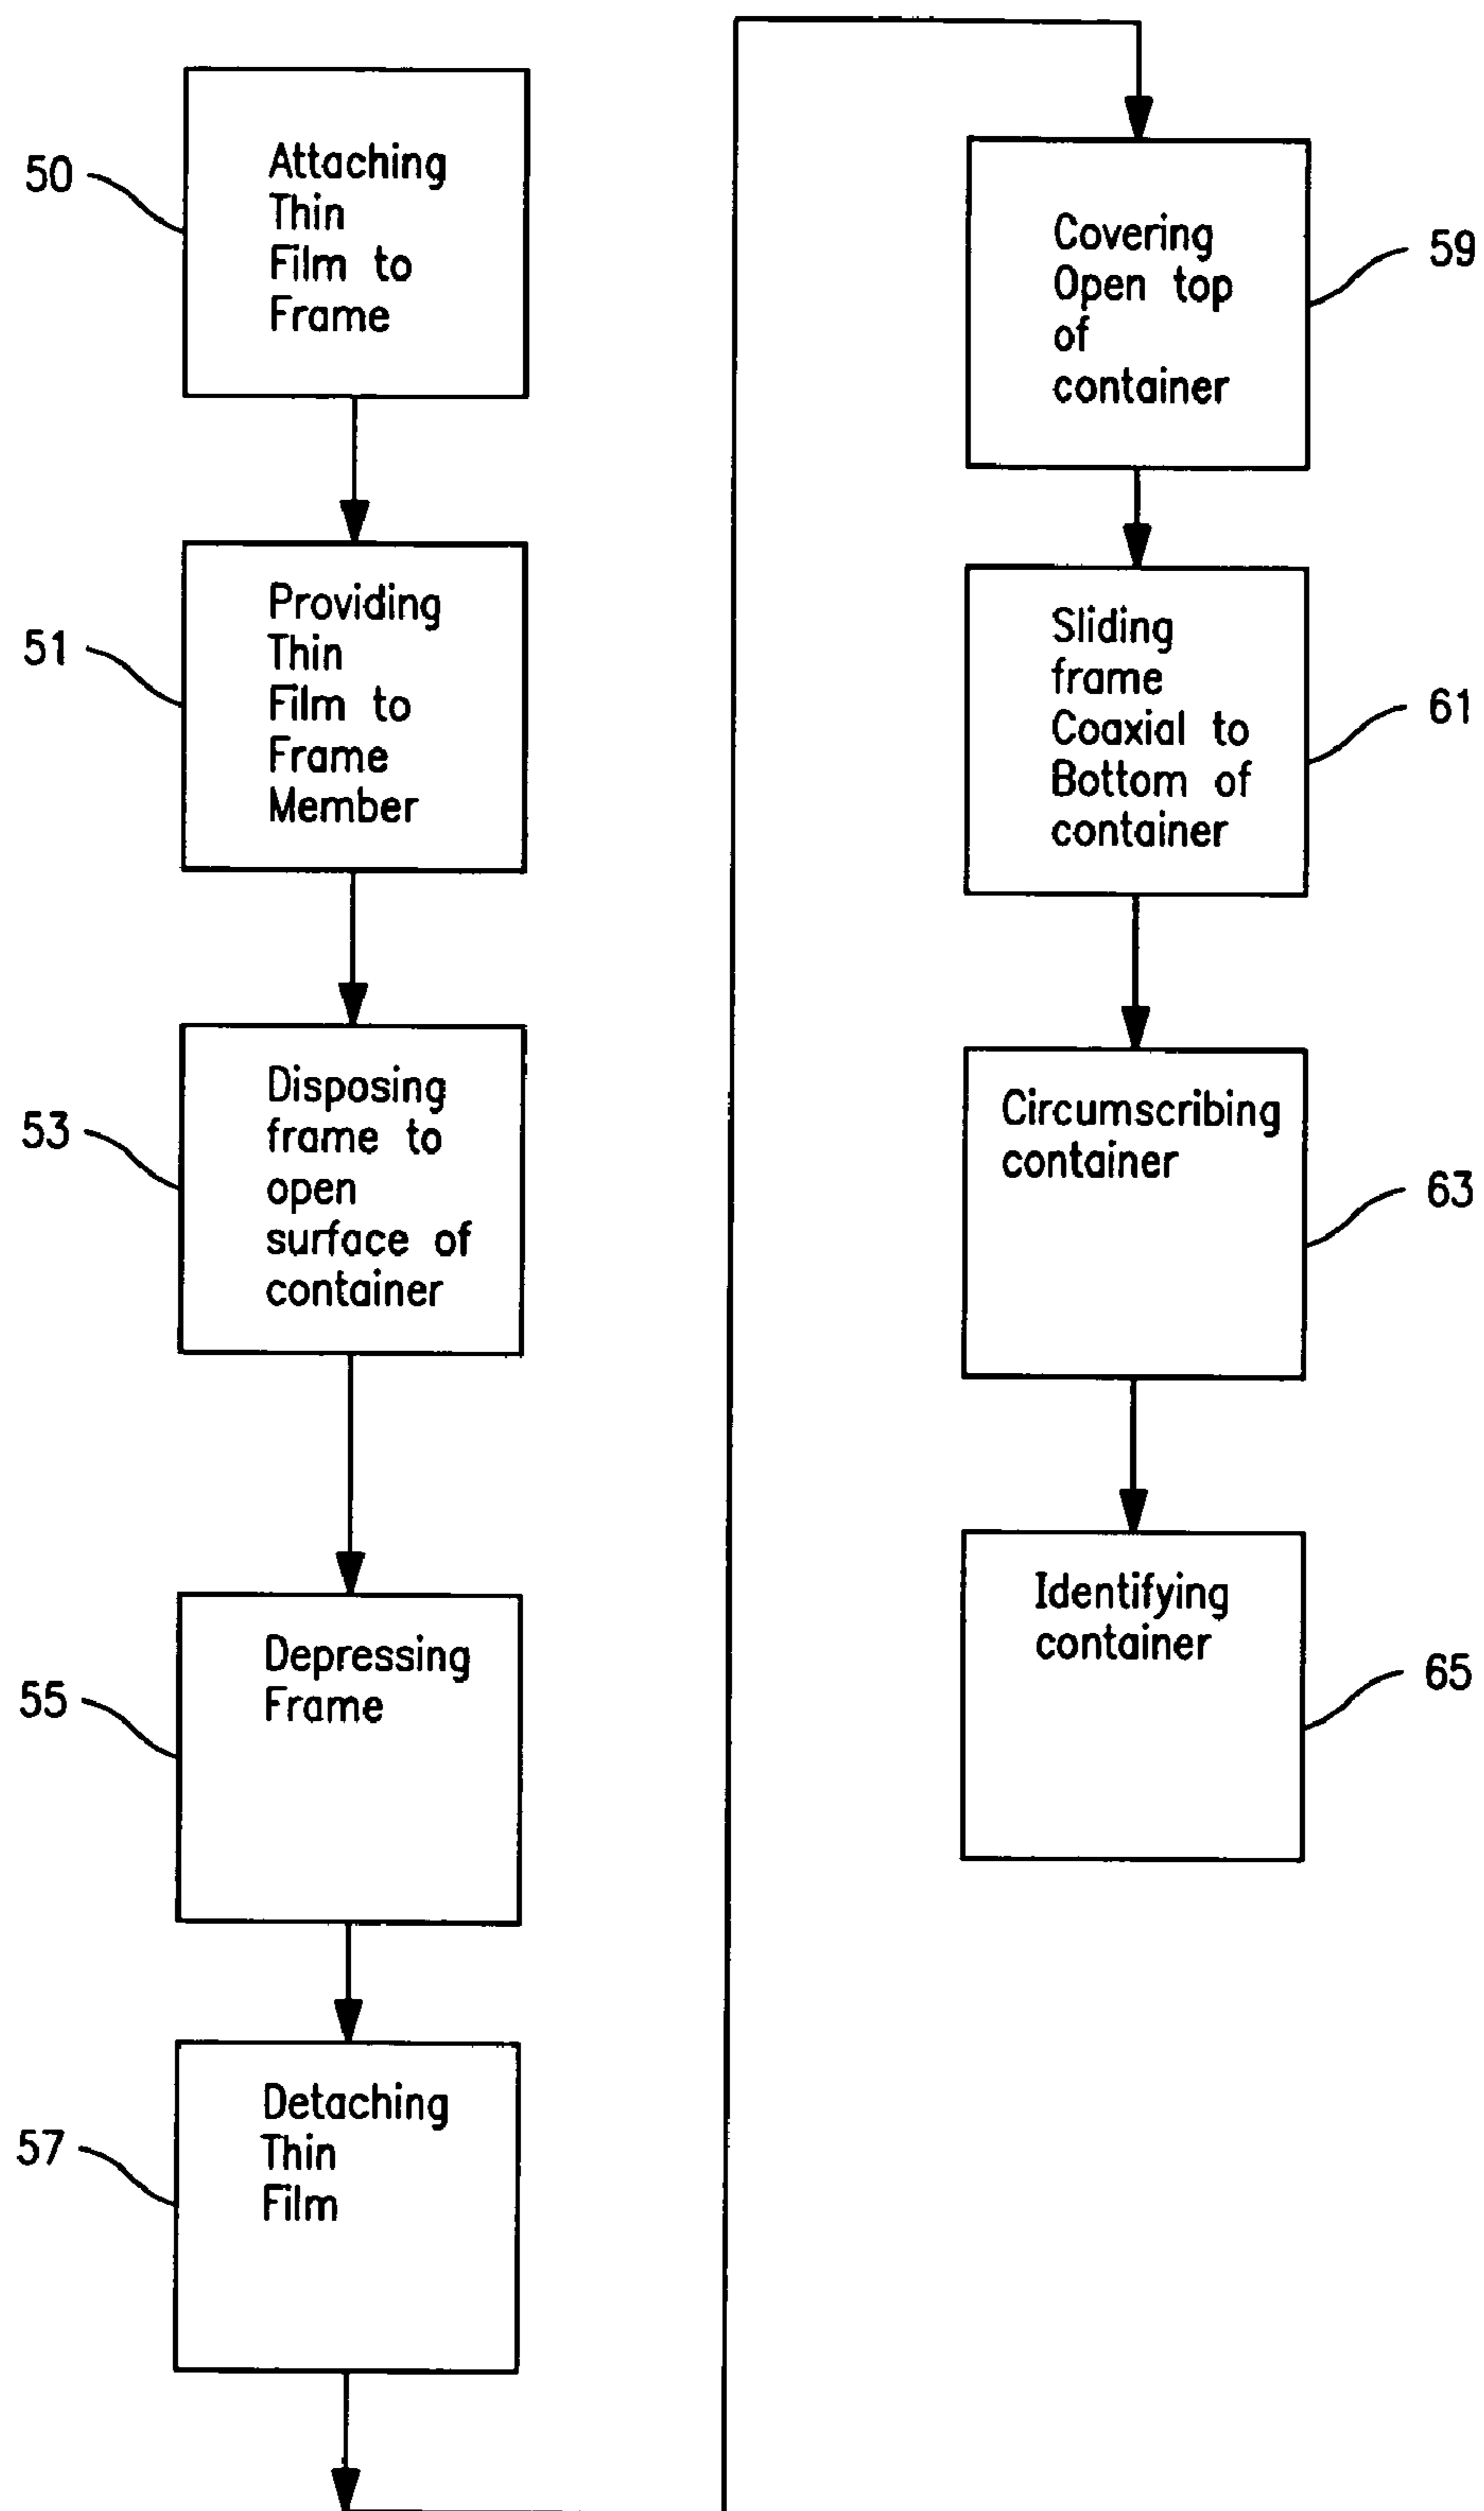 50
Attaching
Thin
Film to
Frame
51
Providing
Thin
Film to
Frame
Member
53
Disposing
frame to
open
surface of
container
55
Depressing
Frame
57
Detaching
Thin
Film
Covering
Open top
of
container
59
Sliding
frame
Coaxial to
Bottom of
container
61
Circumscribing
container
63
Identifying
container
65